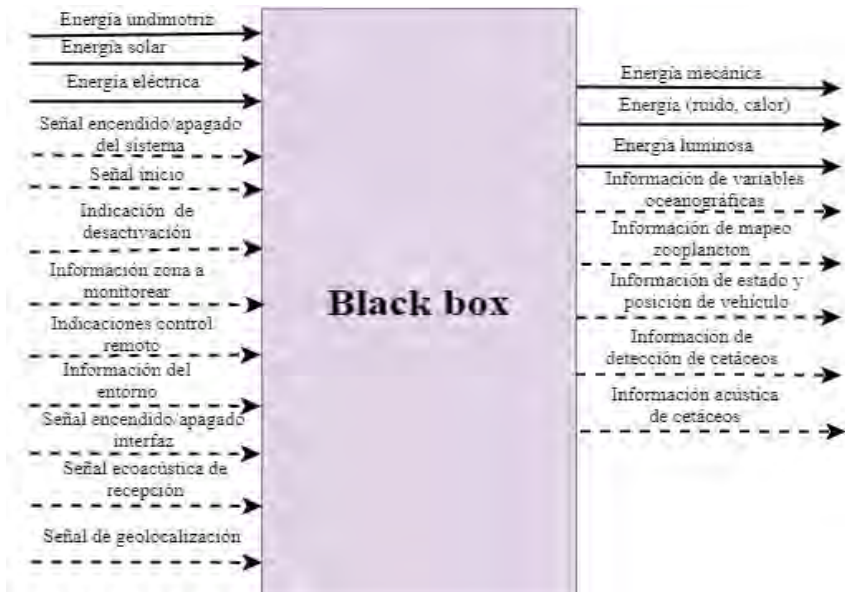 Energía undimotriz
Energía solar
Energía eléctrica
Señal encendido/apagado
del sistema
Señal inicio
Indicación de
desactivación
Información zona a
monitorear
Indicaciones control
remoto
Información del
entorno
Señal encendido/apagado
interfaz
Señal ecoacústica de
recepción
Señal de geolocalización
Black box
Energía mecánica
Energía (ruido, calor)
Energía luminosa
Información de variables
oceanográficas
Información de mapeo
zooplancton
Información de estado y
posición de vehículo
Información de
detección de cetáceos
Información acústica
de cetáceos